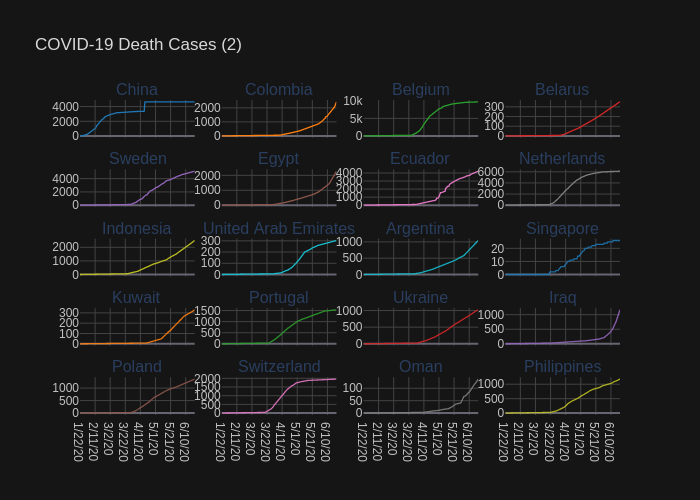 COVID-19 Death Cases (2)
China Colombia Belgium Belarus
4000 2000 0
2000 1000 0
10k 5k 0
300 200 100 0
Sweden Egypt Ecuador Netherlands
4000 2000 0
2000 1000 0
4000 3000 2000 1000 0
6000 4000 2000 0
Indonesia United Arab Emirates Argentina Singapore
2000 1000 0
300 200 100 0
1000 500 0
20 10 0
Kuwait Portugal Ukraine Iraq
300 200 100 0
1500 1000 500 0
1000 500 0
1000 500 0
Poland Switzerland Oman Philippines
1000 500 0
2000 1500 1000 500 0
100 50 0
1000 500 0
1/22/20 2/11/20 3/2/20 3/22/20 4/11/20 5/1/20 5/21/20 6/10/20
1/22/20 2/11/20 3/2/20 3/22/20 4/11/20 5/1/20 5/21/20 6/10/20
1/22/20 2/11/20 3/2/20 3/22/20 4/11/20 5/1/20 5/21/20 6/10/20
1/22/20 2/11/20 3/2/20 3/22/20 4/11/20 5/1/20 5/21/20 6/10/20